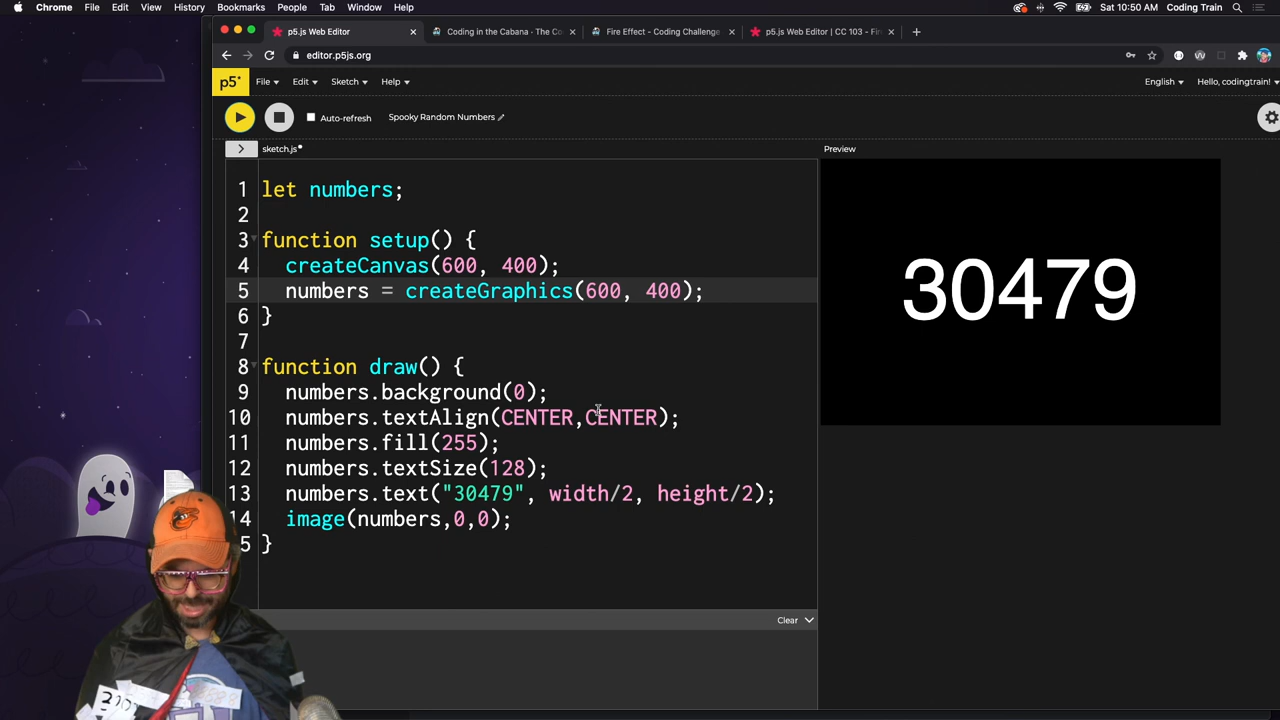 Chrome File Edit View History Bookmarks People Tab Window Help Sat 10:50 AM Coding Train
p5.js Web Editor Coding in the Cabana - The Co Fire Effect - Coding Challenge p5.js Web Editor | CC 103 - Fir
editor.p5js.org
p5* File Edit Sketch Help English Hello, codingtrain!
Auto-refresh Spooky Random Numbers
sketch.js Preview
1 let numbers;
2
3 function setup() {
4 createCanvas(600, 400);
5 numbers = createGraphics(600, 400);
6 }
7
8 function draw() {
9 numbers.background(0);
10 numbers.textAlign(CENTER,CENTER);
11 numbers.fill(255);
12 numbers.textSize(128);
13 numbers.text("30479", width/2, height/2);
14 image(numbers,0,0);
5 }
30479
Clear